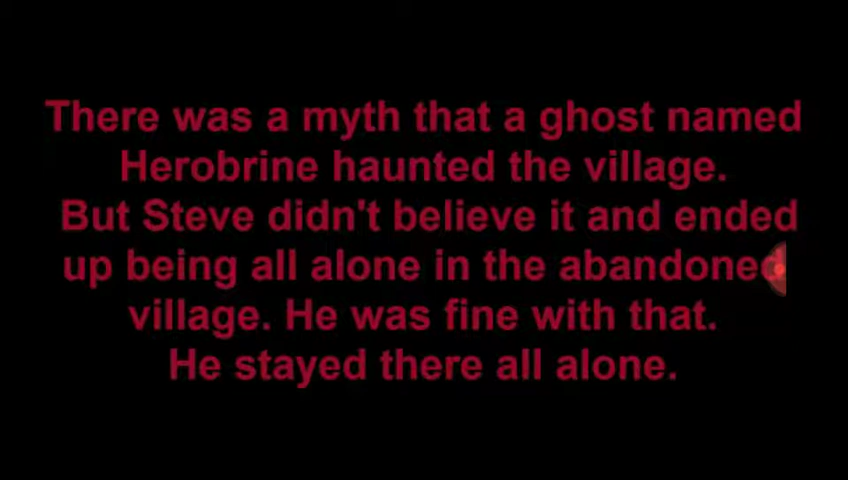 There was a myth that a ghost named
Herobrine haunted the village.
But Steve didn't believe it and ended
up being all alone in the abandoned
village. He was fine with that.
He stayed there all alone.